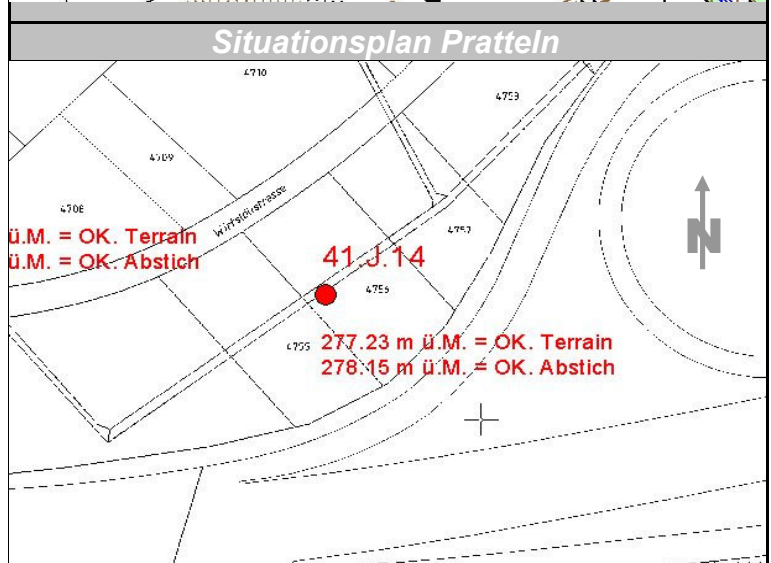 Situationsplan Pratteln
4710
4753
4709
4708
ü.M. = OK. Terrain
ü.M. = OK. Abstich
4757
41.J.14
4756
4755
277.23 m ü.M. = OK. Terrain
278.15 m ü.M. = OK. Abstich
N